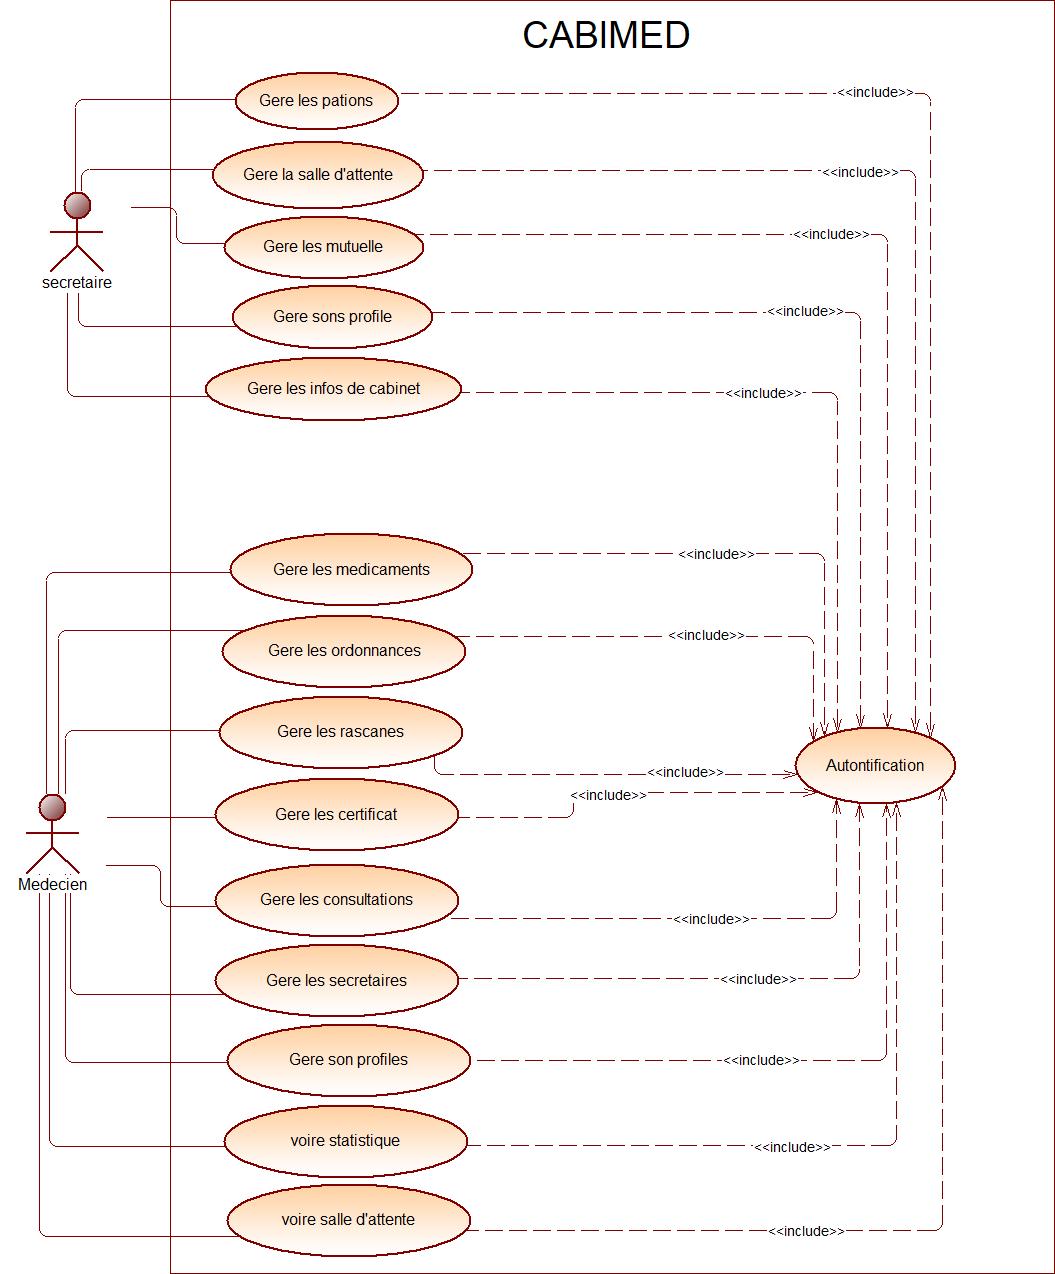 CABIMED
Gere les pations
<<include>>
Gere la salle d'attente
<<include>>
Gere les mutuelle
<<include>>
secretaire
Gere sons profile
<<include>>
Gere les infos de cabinet
<<include>>
Gere les medicaments
<<include>>
Gere les ordonnances
<<include>>
Gere les rascanes
<<include>>
Autontification
Gere les certificat
<<include>>
Medecien
Gere les consultations
<<include>>
Gere les secretaires
<<include>>
Gere son profiles
<<include>>
voire statistique
<<include>>
voire salle d'attente
<<include>>